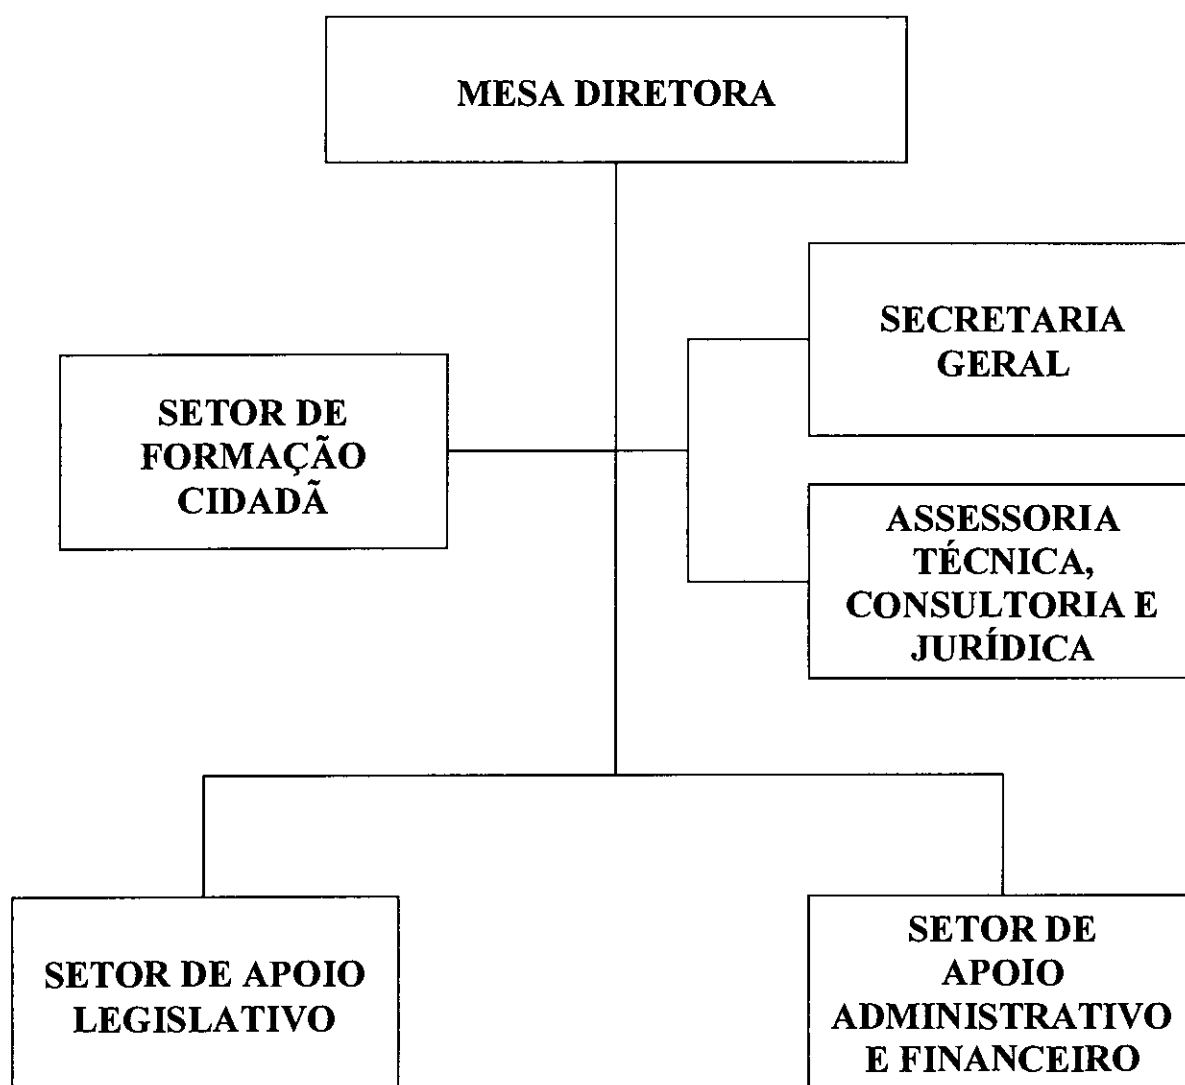 MESA DIRETORA
SECRETARIA
GERAL
SETOR DE
FORMAÇÃO
CIDADÃ
ASSESSORIA
TÉCNICA,
CONSULTORIA E
JURÍDICA
SETOR DE APOIO
LEGISLATIVO
SETOR DE
APOIO
ADMINISTRATIVO
E FINANCEIRO